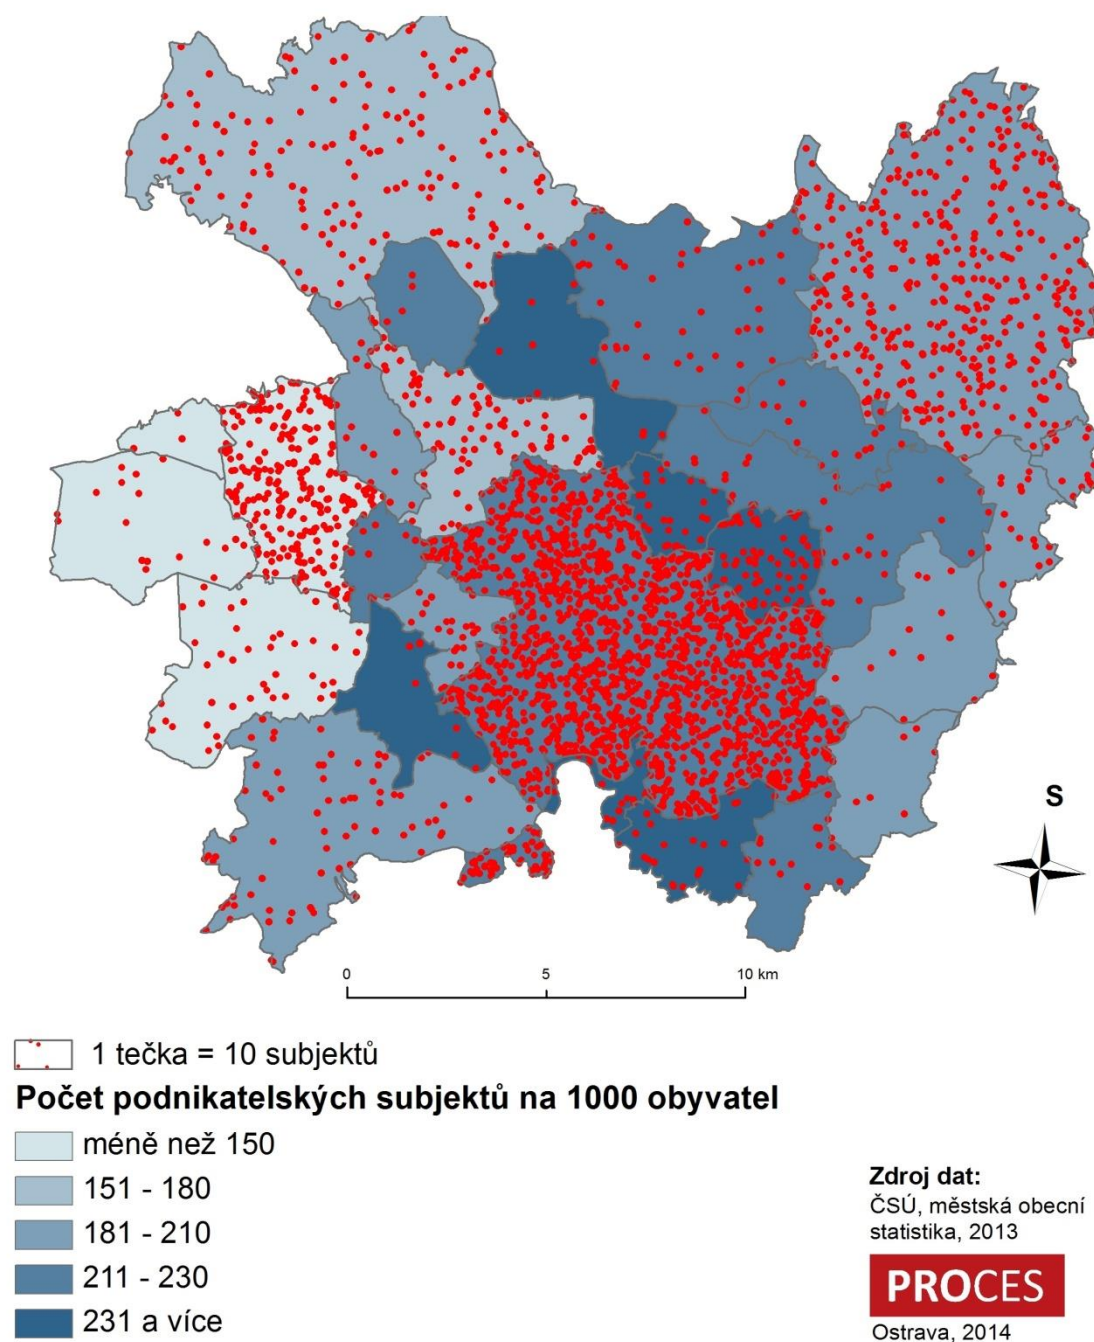 S
0 5 10 km
1 tečka = 10 subjektů
Počet podnikatelských subjektů na 1000 obyvatel
méně než 150
151 - 180
181 - 210
211 - 230
231 a více
Zdroj dat:
ČSÚ, městská obecní
statistika, 2013
PROCES
Ostrava, 2014